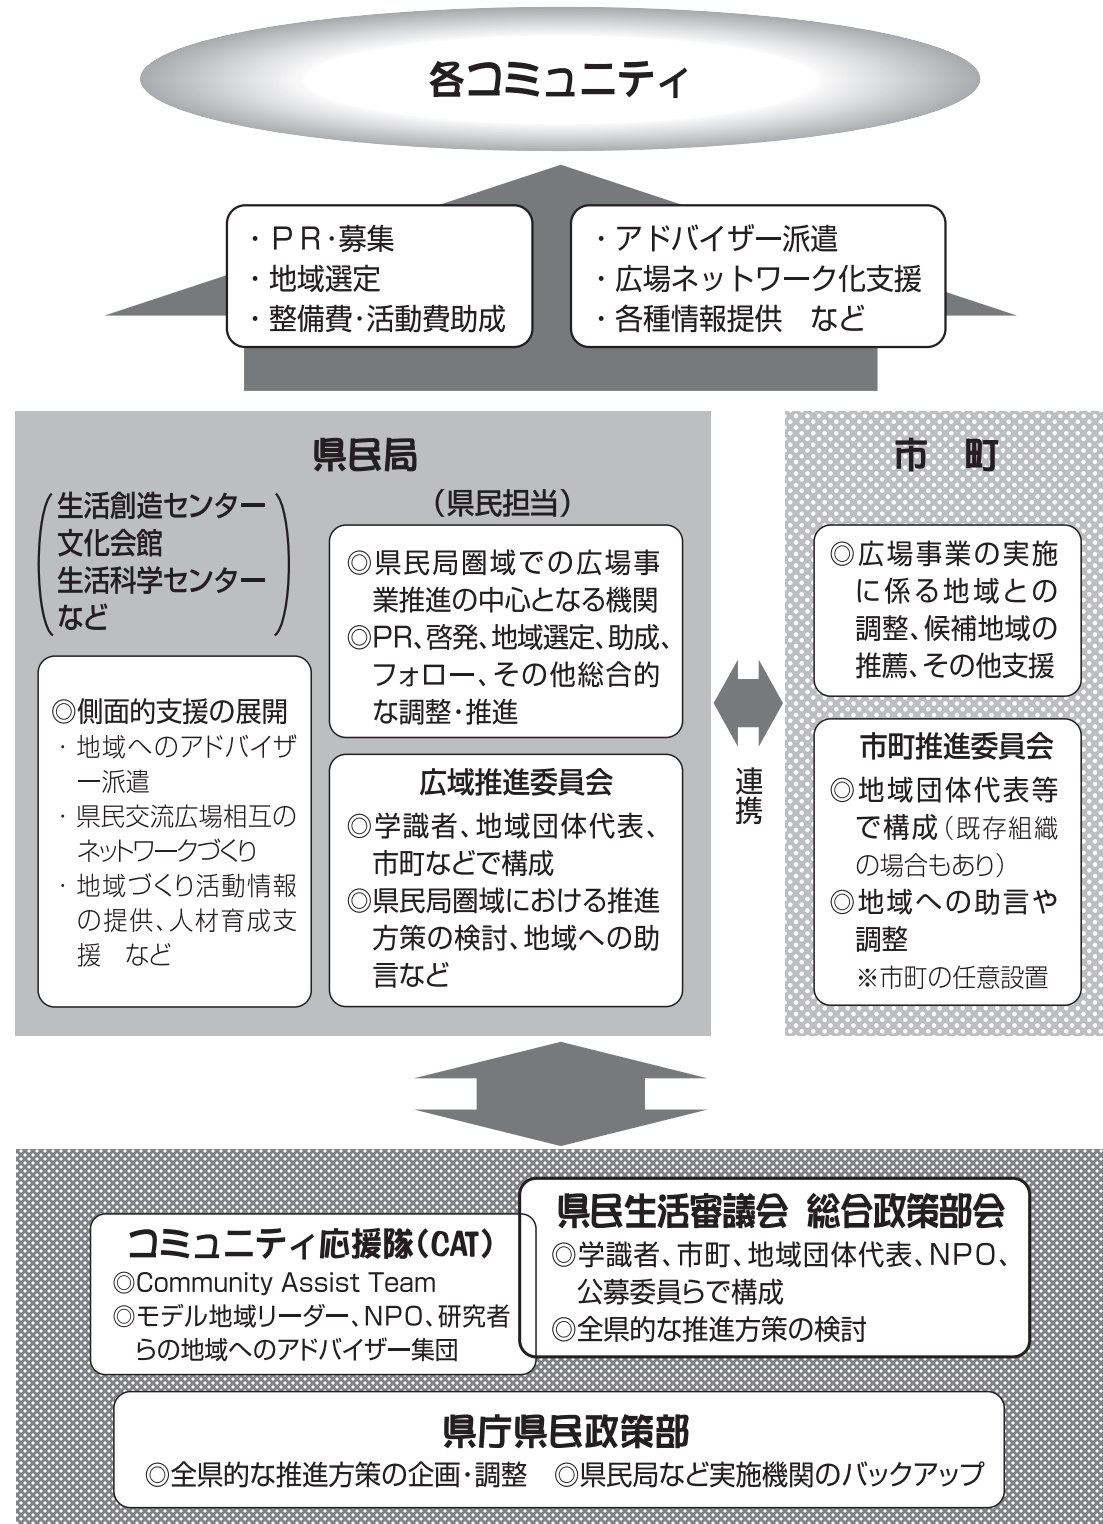 各コミュニティ
・ＰＲ・募集
・地域選定
・整備費・活動費助成
・アドバイザー派遣
・広場ネットワーク化支援
・各種情報提供　など
県民局
生活創造センター
文化会館
生活科学センター
など
◎側面的支援の展開
・地域へのアドバイザ
ー派遣
・県民交流広場相互の
ネットワークづくり
・地域づくり活動情報
の提供、人材育成支
援　など
（県民担当）
◎県民局圏域での広場事
業推進の中心となる機関
◎PR、啓発、地域選定、助成、
フォロー、その他総合的
な調整・推進
広域推進委員会
◎学識者、地域団体代表、
市町などで構成
◎県民局圏域における推進
方策の検討、地域への助
言など
連携
市　町
◎広場事業の実施
に係る地域との
調整、候補地域の
推薦、その他支援
市町推進委員会
◎地域団体代表等
で構成（既存組織
の場合もあり）
◎地域への助言や
調整
※市町の任意設置
コミュニティ応援隊（CAT）
◎Community Assist Team
◎モデル地域リーダー、NPO、研究者
らの地域へのアドバイザー集団
県民生活審議会 総合政策部会
◎学識者、市町、地域団体代表、NPO、
公募委員らで構成
◎全県的な推進方策の検討
県庁県民政策部
◎全県的な推進方策の企画・調整　◎県民局など実施機関のバックアップ